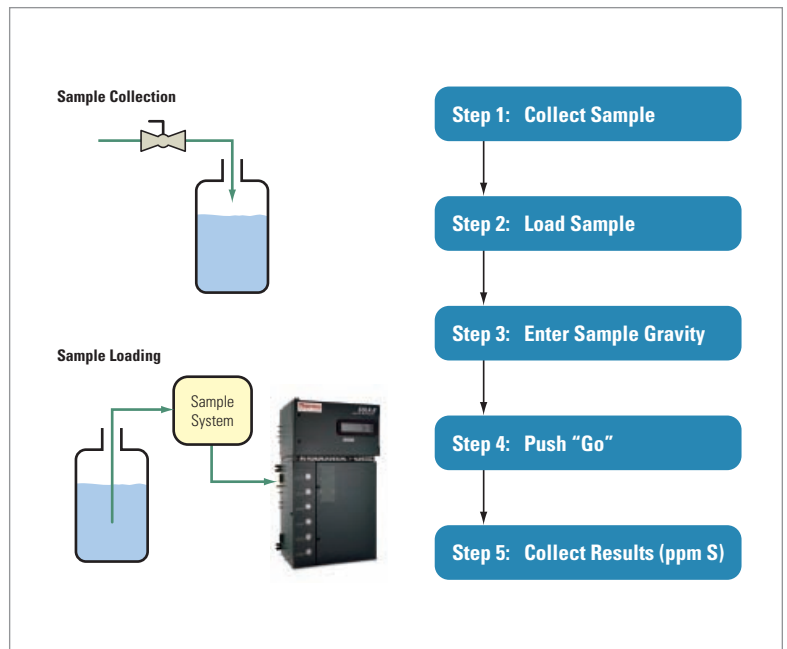 Sample Collection
Sample Loading
Sample
System
Thermo
Step 1: Collect Sample
Step 2: Load Sample
Step 3: Enter Sample Gravity
Step 4: Push “Go”
Step 5: Collect Results (ppm S)